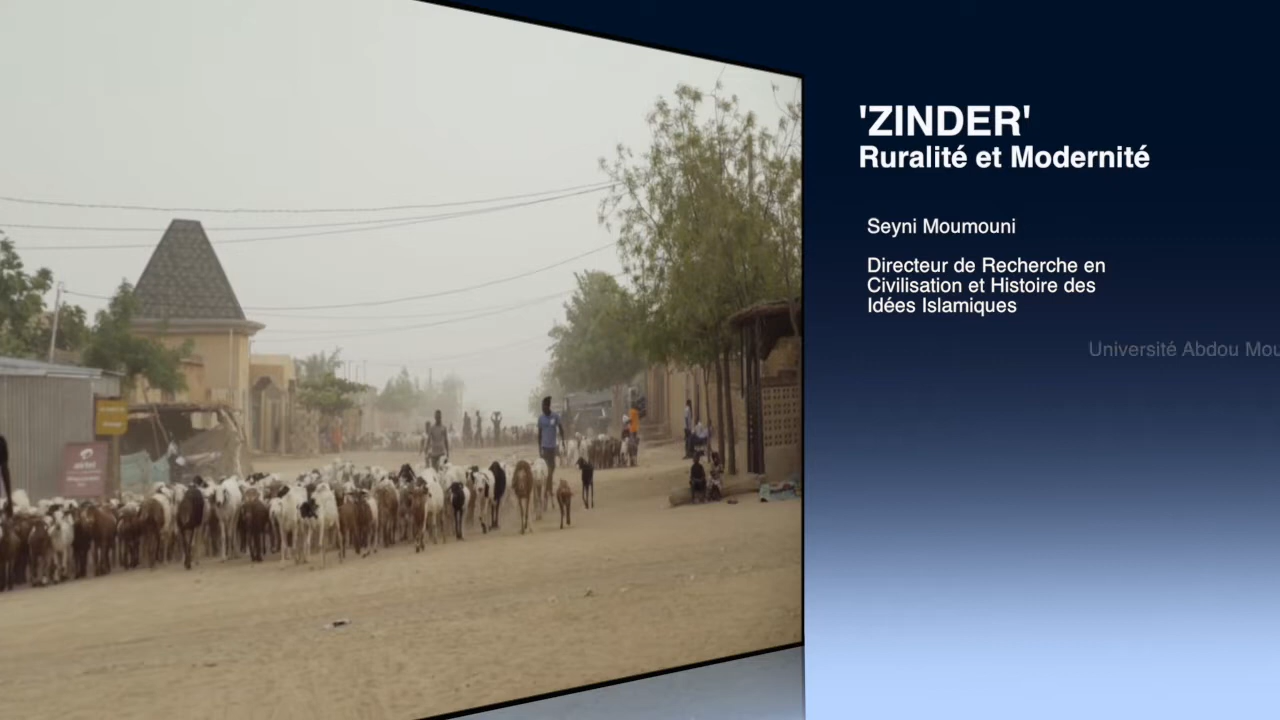 'ZINDER'
Ruralité et Modernité
Seyni Moumouni
Directeur de Recherche en
Civilisation et Histoire des
Idées Islamiques
Université Abdou Mou